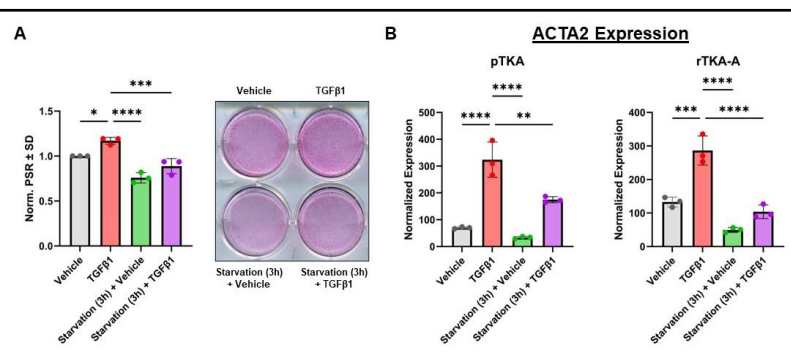 A
B
ACTA2 Expression
pTKA
rTKA-A
***
* ****
Norm. PSR ± SD
1.5
1.0
0.5
0.0
Vehicle
TGFβ1
Starvation (3h) + Vehicle
Starvation (3h) + TGFβ1
Vehicle
TGFβ1
Starvation (3h)
+ Vehicle
Starvation (3h)
+ TGFβ1
****
**** **
Normalized Expression
500
400
300
200
100
0
Vehicle
TGFβ1
Starvation (3h) + Vehicle
Starvation (3h) + TGFβ1
****
*** ****
Normalized Expression
400
300
200
100
0
Vehicle
TGFβ1
Starvation (3h) + Vehicle
Starvation (3h) + TGFβ1